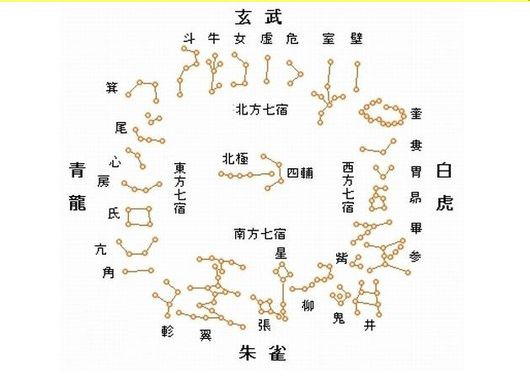 玄武
斗 牛 女 虚 危 室 壁
北方七宿
箕
尾
心
房
氐
亢
角
青龍
東方七宿
北極
四輔
西方七宿
奎
婁
胃
昴
畢
参
觜
白虎
南方七宿
軫 翼 張 星 柳 鬼 井
朱雀